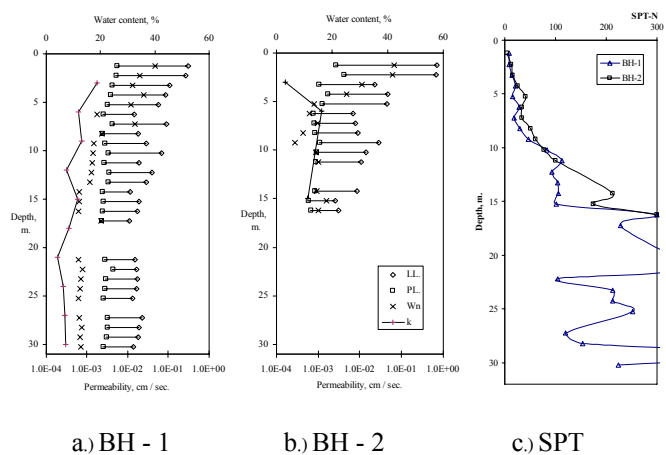 Water content, %
0 20 40 60 80 100
0
5
10
15
Depth, m.
20
25
30
1.0E-04 1.0E-03 1.0E-02 1.0E-01 1.0E+00
Permeability, cm / sec.
a.) BH - 1
Water content, %
0 20 40 60
0
5
10
15
Depth, m.
20
25
30
LL.
PL.
Wn
k
1.0E-04 1.0E-03 1.0E-02 1.0E-01 1.0E+00
Permeability, cm / sec.
b.) BH - 2
SPT-N
0 100 200 300
0
5
10
15
20
25
30
Depth, m.
BH-1
BH-2
c.) SPT